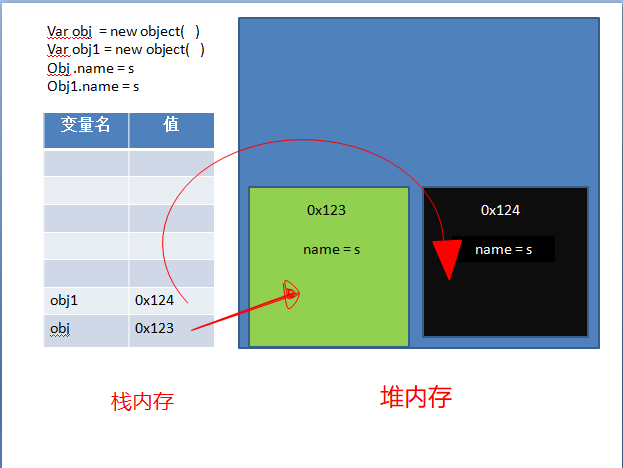 Var obj = new object( )
Var obj1 = new object( )
Obj .name = s
Obj1.name = s
变量名 值
obj1 0x124
obj 0x123
0x123
name = s
0x124
name = s
栈内存
堆内存